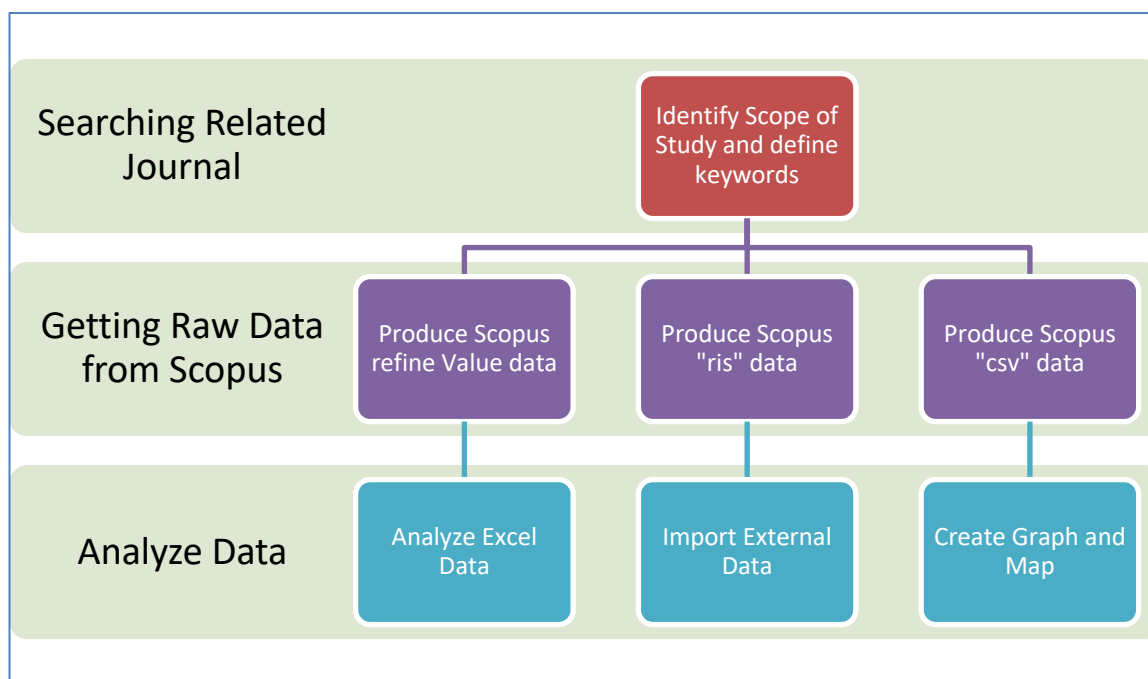 Searching Related
Journal
Identify Scope of
Study and define
keywords
Getting Raw Data
from Scopus
Produce Scopus
refine Value data
Produce Scopus
"ris" data
Produce Scopus
"csv" data
Analyze Data
Analyze Excel
Data
Import External
Data
Create Graph and
Map